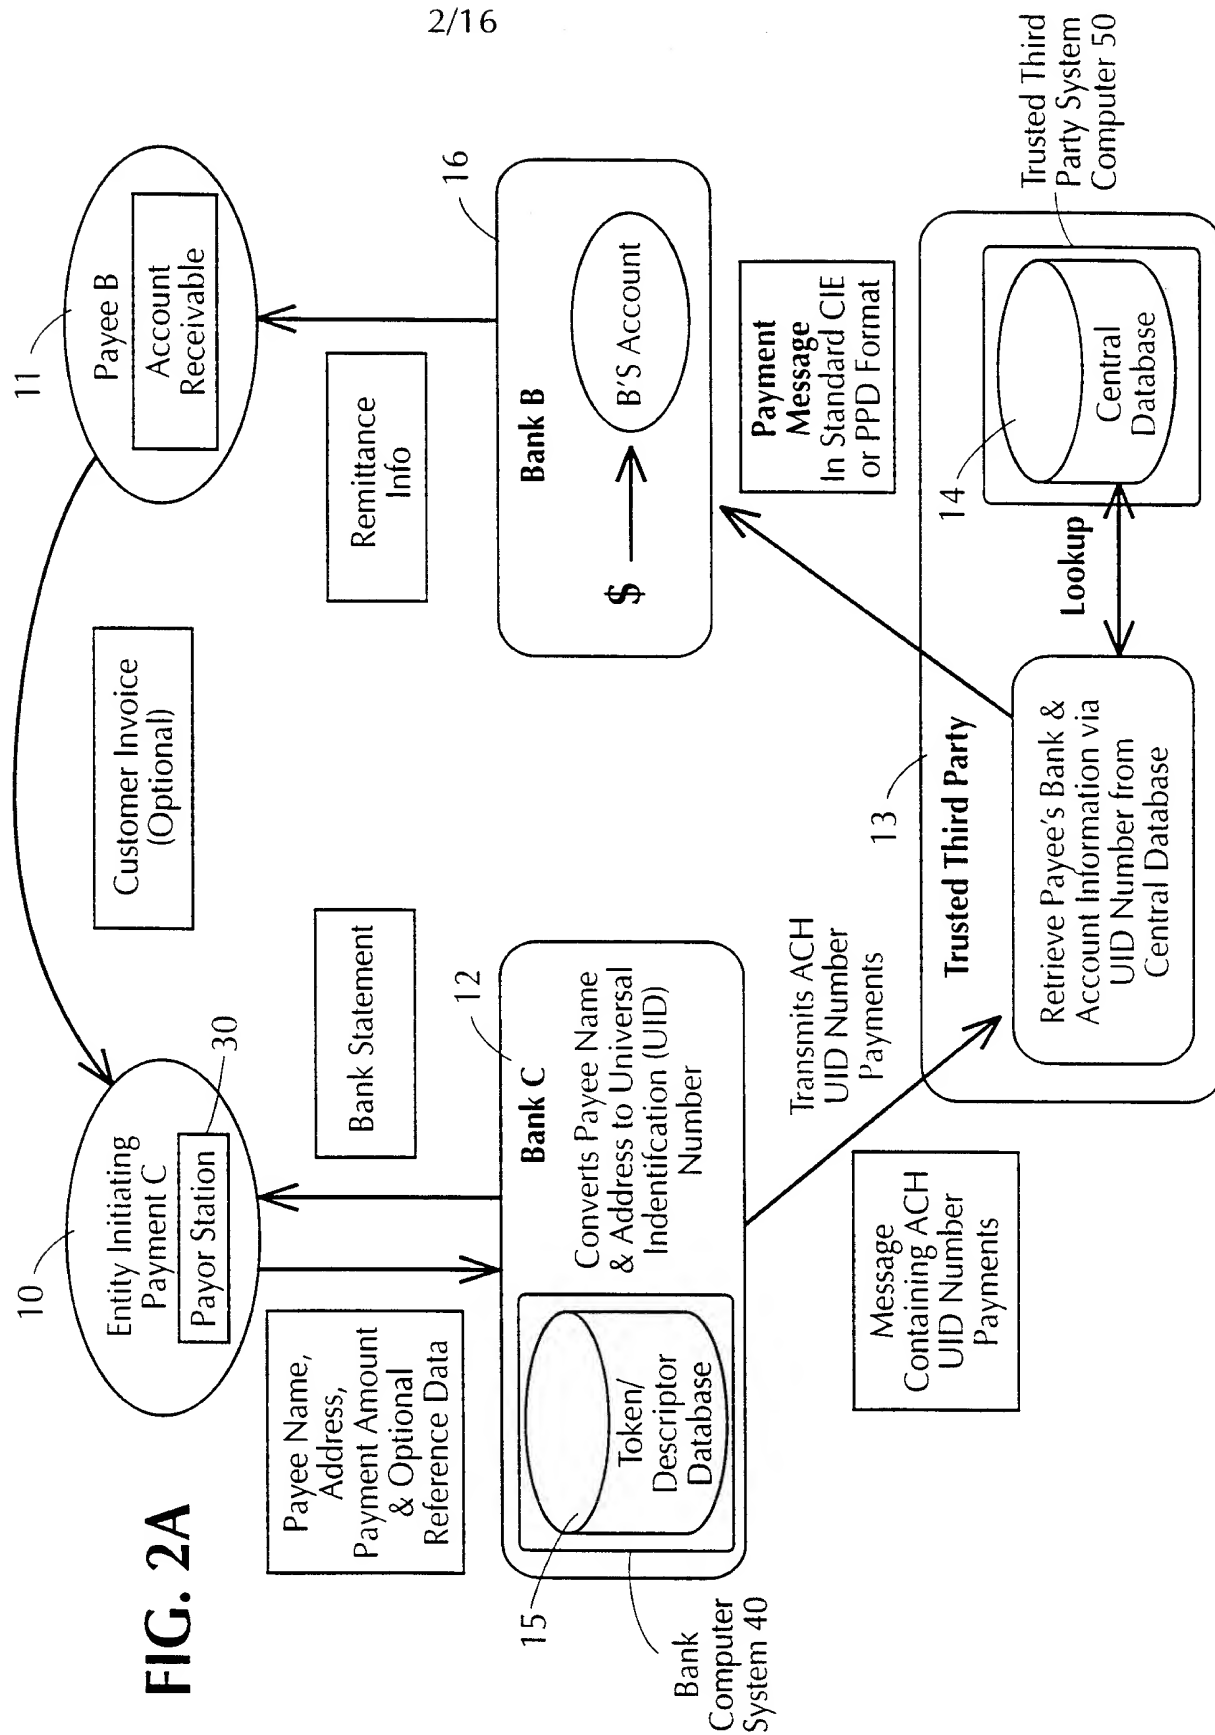 2/16
FIG. 2A
10
Entity Initiating
Payment C
Payor Station
30
Customer Invoice
(Optional)
11
Payee B
Account
Receivable
Payee Name,
Address,
Payment Amount
& Optional
Reference Data
Bank Statement
Remittance
Info
15
Token/
Descriptor
Database
Bank
Computer
System 40
12
Bank C
Converts Payee Name
& Address to Universal
Indentifcation (UID)
Number
16
Bank B
$
B'S Account
Message
Containing ACH
UID Number
Payments
Transmits ACH
UID Number
Payments
Payment
Message
In Standard CIE
or PPD Format
13
Trusted Third Party
Retrieve Payee's Bank &
Account Information via
UID Number from
Central Database
Lookup
14
Central
Database
Trusted Third
Party System
Computer 50